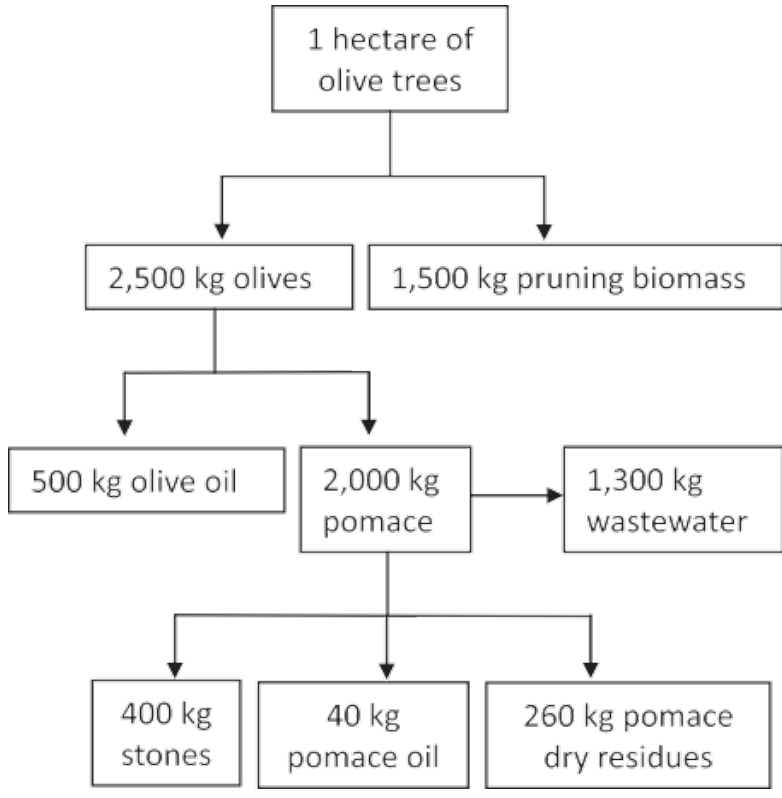 1 hectare of
olive trees
2,500 kg olives
1,500 kg pruning biomass
500 kg olive oil
2,000 kg
pomace
1,300 kg
wastewater
400 kg
stones
40 kg
pomace oil
260 kg pomace
dry residues